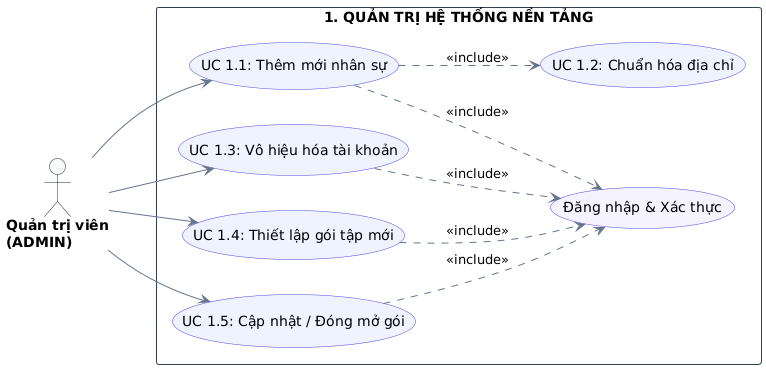 1. QUẢN TRỊ HỆ THỐNG NỀN TẢNG
UC 1.1: Thêm mới nhân sự
«include»
UC 1.2: Chuẩn hóa địa chỉ
«include»
UC 1.3: Vô hiệu hóa tài khoản
«include»
Đăng nhập & Xác thực
Quản trị viên
(ADMIN)
UC 1.4: Thiết lập gói tập mới
«include»
«include»
UC 1.5: Cập nhật / Đóng mở gói